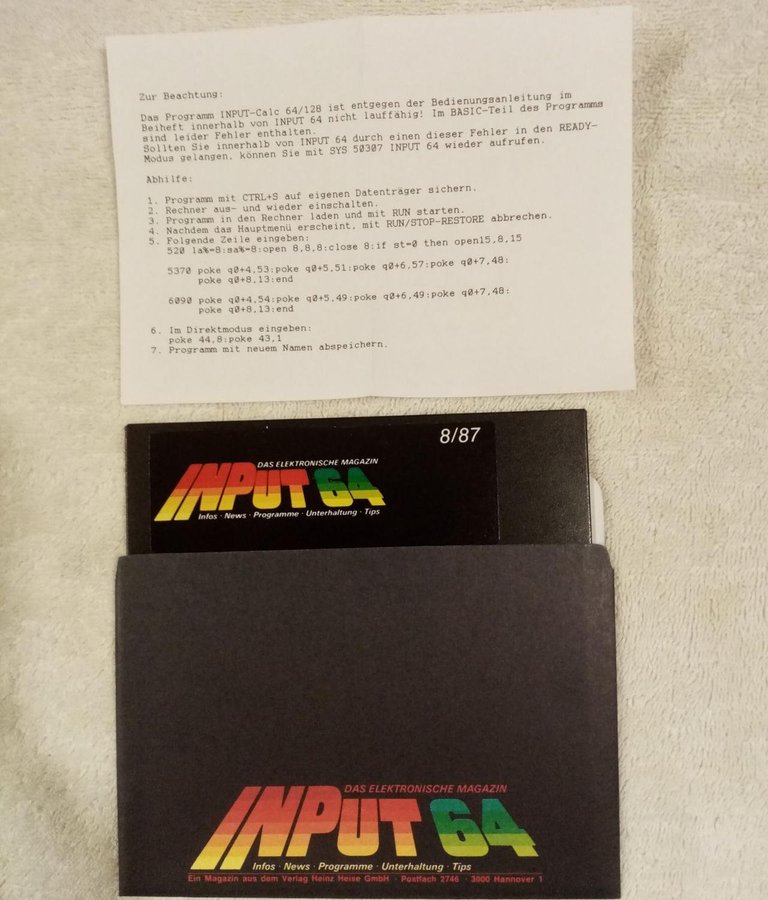 Zur Beachtung:
Das Programm INPUT-Calc 64/128 ist entgegen der Bedienungsanleitung im
Beiheft innerhalb von INPUT 64 nicht lauffähig! Im BASIC-Teil des Programms
sind leider Fehler enthalten.
Sollten Sie innerhalb von INPUT 64 durch einen dieser Fehler in den READY-
Modus gelangen, können Sie mit SYS 50307 INPUT 64 wieder aufrufen.
Abhilfe:
1. Programm mit CTRL+S auf eigenen Datenträger sichern.
2. Rechner aus- und wieder einschalten.
3. Programm in den Rechner laden und mit RUN starten.
4. Nachdem das Hauptmenü erscheint, mit RUN/STOP-RESTORE abbrechen.
5. Folgende Zeile eingeben:
520 la%=8:sa%=8:open 8,8,8:close 8:if st=0 then open15,8,15
5370 poke q0+4,53:poke q0+5,51:poke q0+6,57:poke q0+7,48:
poke q0+8,13:end
6090 poke q0+4,54:poke q0+5,49:poke q0+6,49:poke q0+7,48:
poke q0+8,13:end
6. Im Direktmodus eingeben:
poke 44,8:poke 43,1
7. Programm mit neuem Namen abspeichern.
8/87
DAS ELEKTRONISCHE MAGAZIN
INPUT 64
Infos · News · Programme · Unterhaltung · Tips
DAS ELEKTRONISCHE MAGAZIN
INPUT 64
Infos · News · Programme · Unterhaltung · Tips
Ein Magazin aus dem Verlag Heinz Heise GmbH · Postfach 2746 · 3000 Hannover 1